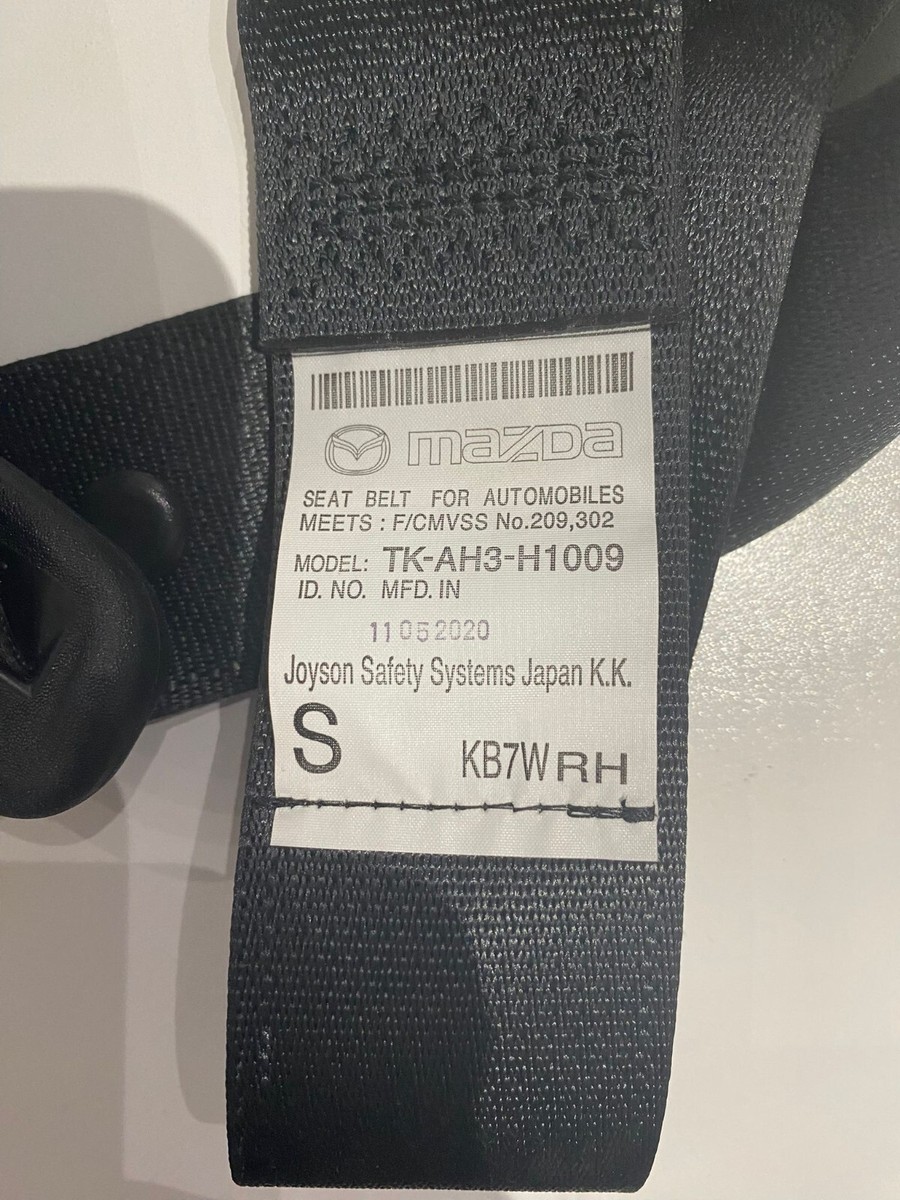 mazda
SEAT BELT FOR AUTOMOBILES
MEETS : F/CMVSS No.209,302
MODEL: TK-AH3-H1009
ID. NO. MFD. IN
11 05 2020
Joyson Safety Systems Japan K.K.
S KB7W RH